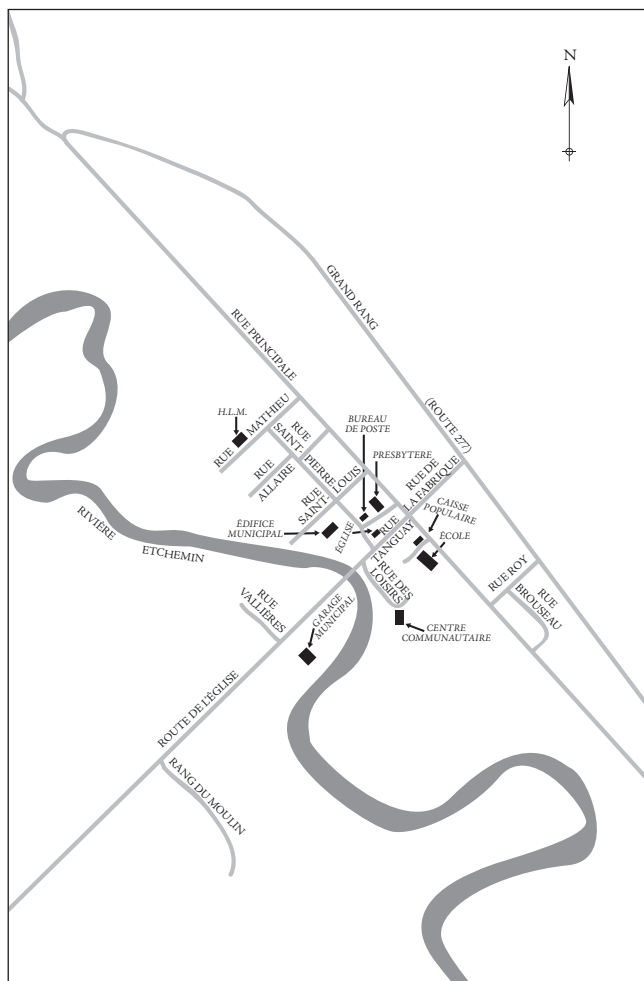 N
GRAND RANG
(ROUTE 277)
RUE PRINCIPALE
H.L.M.
RUE MATHIEU
BUREAU
DE POSTE
RUE
SAINT-
PIERRE
PRESBYTERE
RUE
ALLAIRE
RUE
SAINT-LOUIS
RUE DE
LA FABRIQUE
CAISSE
POPULAIRE
ÉDIFICE
MUNICIPAL
ÉGLISE
RUE
TANGUAY
ÉCOLE
RIVIÈRE
ETCHEMIN
RUE DES
LOISIRS
RUE ROY
RUE
BROUSEAU
RUE
VALLIÈRES
GARAGE
MUNICIPAL
CENTRE
COMMUNAUTAIRE
ROUTE DE L'ÉGLISE
RANG DU MOULIN